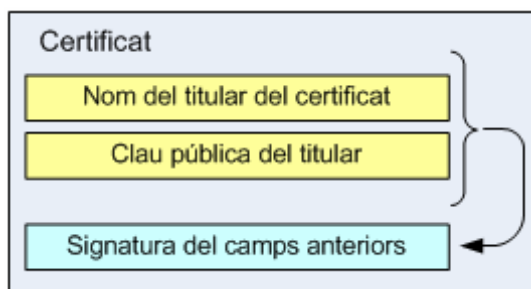 Certificat
Nom del titular del certificat
Clau pública del titular
Signatura del camps anteriors